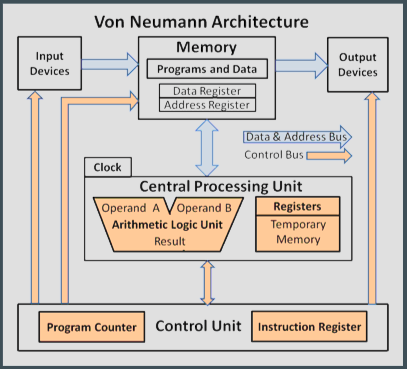 Von Neumann Architecture
Input
Devices
Memory
Programs and Data
Data Register
Address Register
Output
Devices
Data & Address Bus
Control Bus
Clock
Central Processing Unit
Operand A Operand B
Arithmetic Logic Unit
Result
Registers
Temporary
Memory
Program Counter
Control Unit
Instruction Register